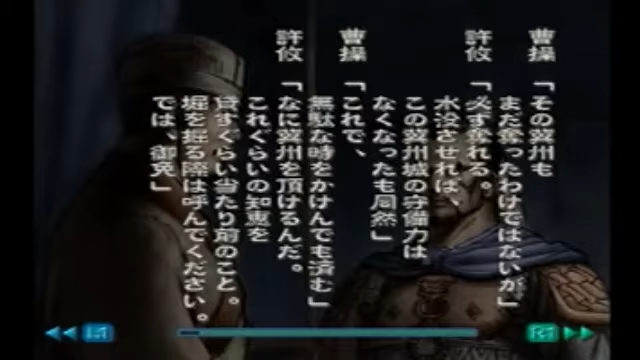 曹操「その冀州も
まだ奪ったわけではないが」
許攸「必ず奪れる。
水没させれば、
この冀州城の守備力は
なくなったも同然」
曹操「これで、
無駄な時をかけんでも済む」
許攸「なに冀州を頂けるんだ。
これぐらいの知恵を
貸すぐらい当たり前のこと。
堀を掘る際は呼んでください。
では、御免」
L1
R1